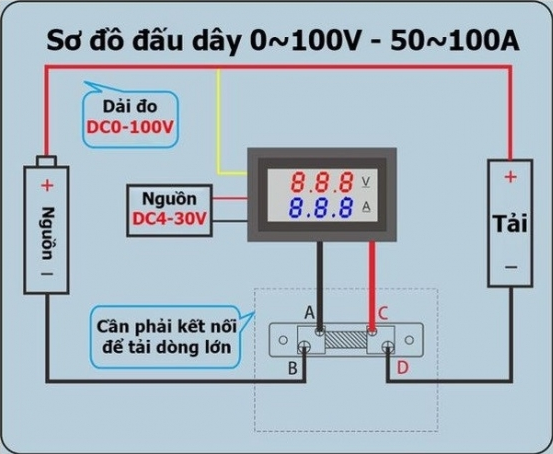 Sơ đồ đấu dây 0~100V - 50~100A
Dải đo
DC0-100V
Nguồn
DC4-30V
8.8.8 V
8.8.8 A
+
Nguồn
−
+
Tải
−
Cần phải kết nối
để tải dòng lớn
A
C
B
D